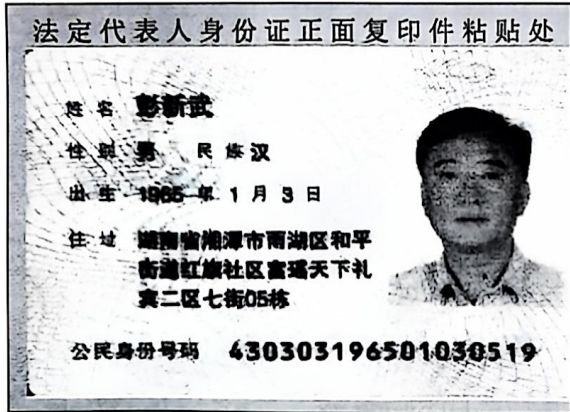 法定代表人身份证正面复印件粘贴处
姓名 彭新武
性别 男 民族 汉
出生 1965 年 1 月 3 日
住址 湖南省湘潭市雨湖区和平
街道红旗社区富瑶天下礼
宾二区七街05栋
公民身份号码 430303196501030519